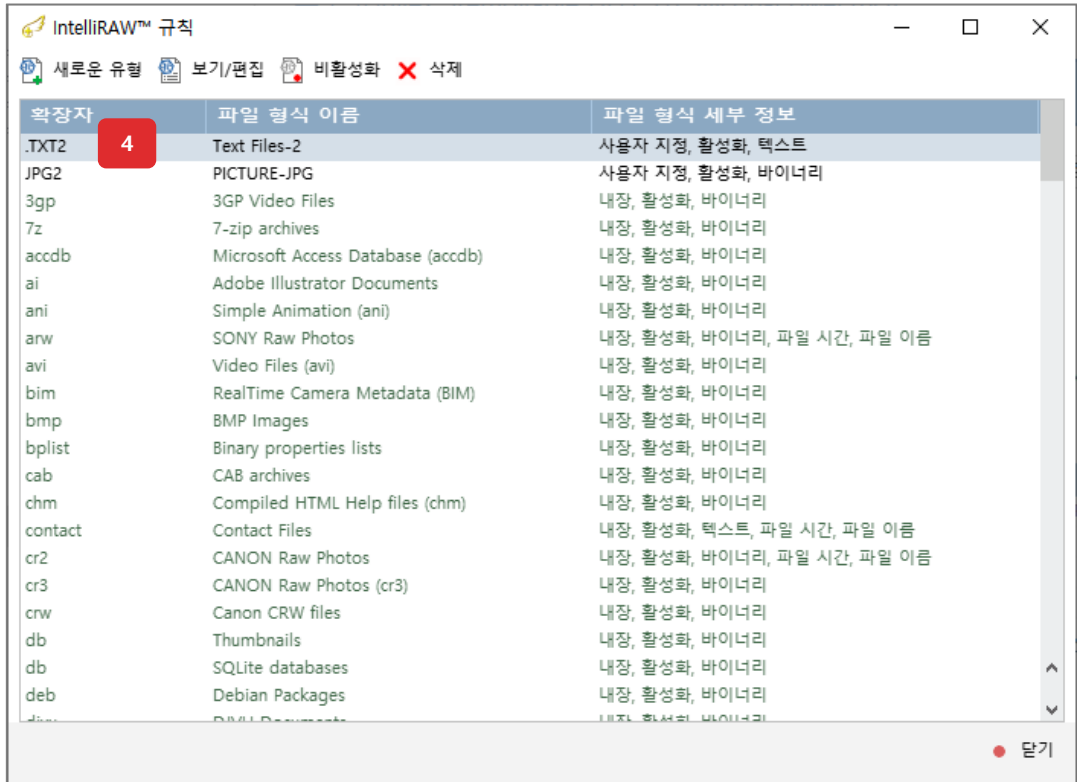 IntelliRAW™ 규칙
새로운 유형 보기/편집 비활성화 삭제
확장자 파일 형식 이름 파일 형식 세부 정보
4
.TXT2 Text Files-2 사용자 지정, 활성화, 텍스트
JPG2 PICTURE-JPG 사용자 지정, 활성화, 바이너리
3gp 3GP Video Files 내장, 활성화, 바이너리
7z 7-zip archives 내장, 활성화, 바이너리
accdb Microsoft Access Database (accdb) 내장, 활성화, 바이너리
ai Adobe Illustrator Documents 내장, 활성화, 바이너리
ani Simple Animation (ani) 내장, 활성화, 바이너리
arw SONY Raw Photos 내장, 활성화, 바이너리, 파일 시간, 파일 이름
avi Video Files (avi) 내장, 활성화, 바이너리
bim RealTime Camera Metadata (BIM) 내장, 활성화, 바이너리
bmp BMP Images 내장, 활성화, 바이너리
bplist Binary properties lists 내장, 활성화, 바이너리
cab CAB archives 내장, 활성화, 바이너리
chm Compiled HTML Help files (chm) 내장, 활성화, 바이너리
contact Contact Files 내장, 활성화, 텍스트, 파일 시간, 파일 이름
cr2 CANON Raw Photos 내장, 활성화, 바이너리, 파일 시간, 파일 이름
cr3 CANON Raw Photos (cr3) 내장, 활성화, 바이너리
crw Canon CRW files 내장, 활성화, 바이너리
db Thumbnails 내장, 활성화, 바이너리
db SQLite databases 내장, 활성화, 바이너리
deb Debian Packages 내장, 활성화, 바이너리
닫기